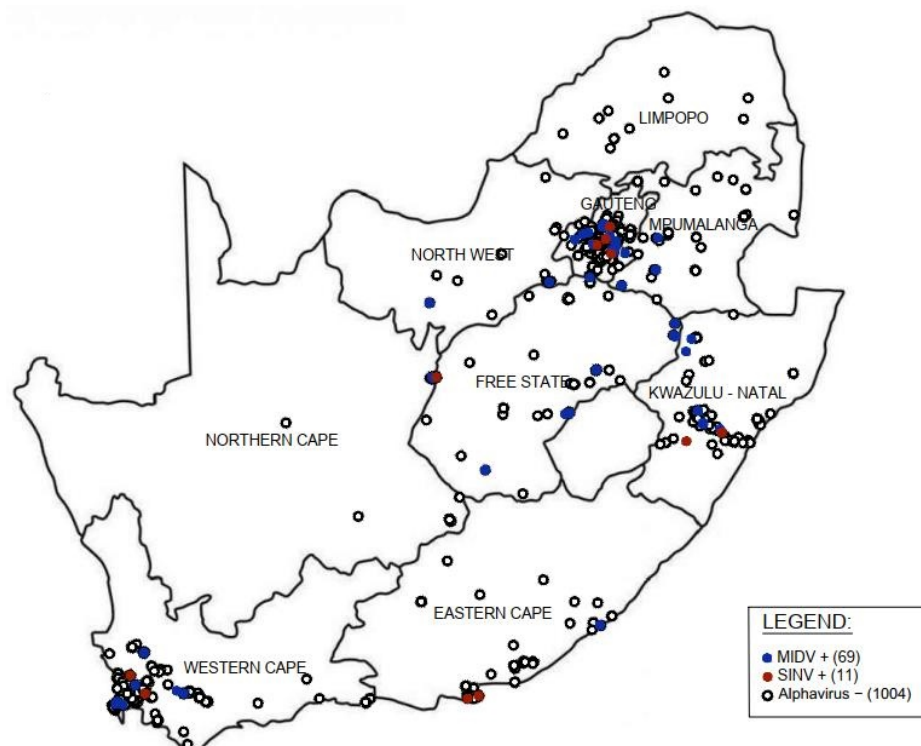 LIMPOPO
GAUTENG
MPUMALANGA
NORTH WEST
FREE STATE
KWAZULU - NATAL
NORTHERN CAPE
EASTERN CAPE
WESTERN CAPE
LEGEND:
MIDV + (69)
SINV + (11)
Alphavirus − (1004)